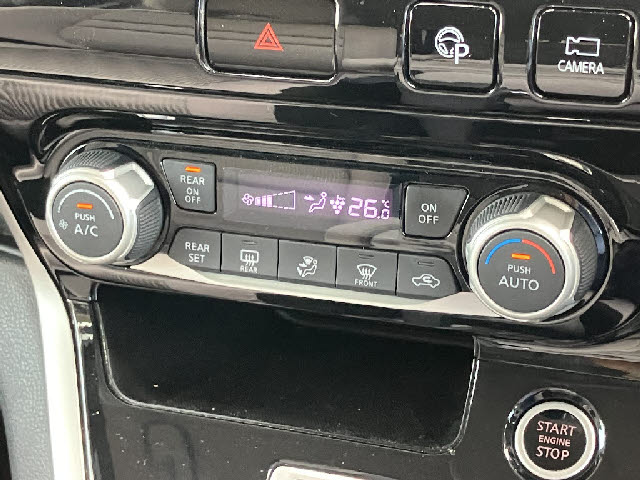 P
CAMERA
PUSH
A/C
REAR
ON
OFF
26.0
°C
ON
OFF
REAR
SET
REAR
FRONT
PUSH
AUTO
START
ENGINE
STOP